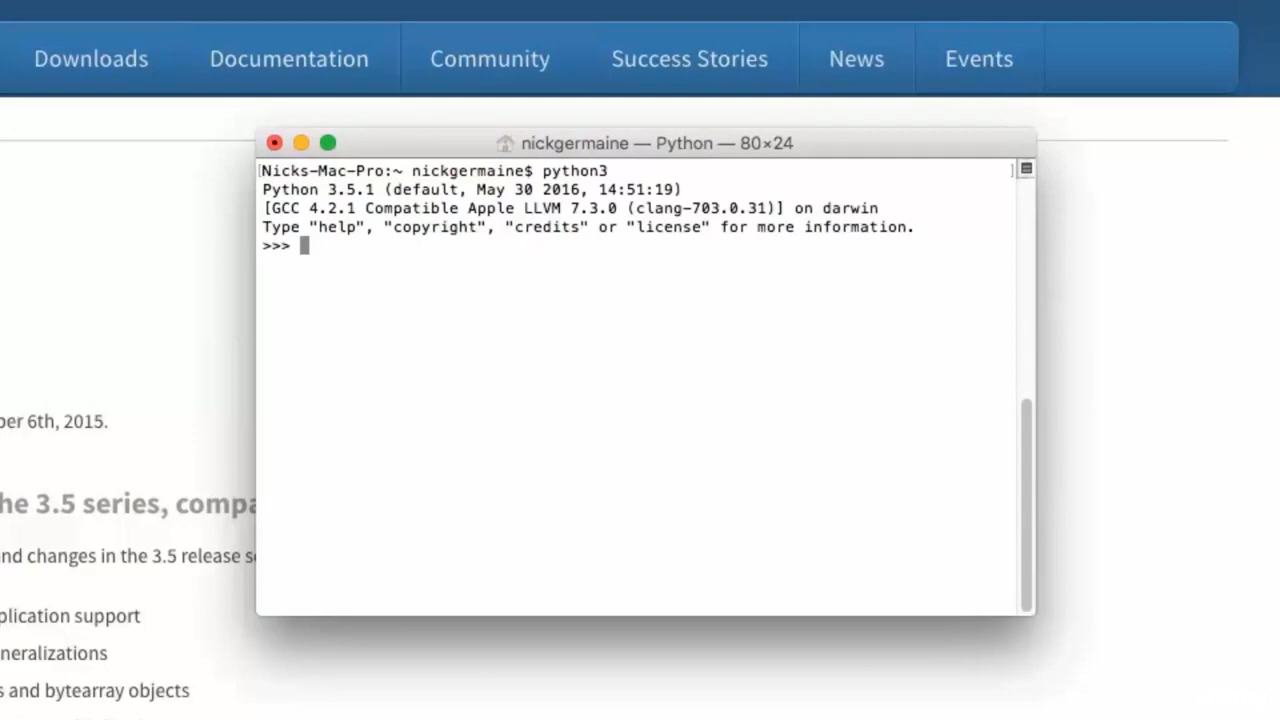 Downloads Documentation Community Success Stories News Events
nickgermaine — Python — 80×24
Nicks-Mac-Pro:~ nickgermaine$ python3
Python 3.5.1 (default, May 30 2016, 14:51:19)
[GCC 4.2.1 Compatible Apple LLVM 7.3.0 (clang-703.0.31)] on darwin
Type "help", "copyright", "credits" or "license" for more information.
>>>
per 6th, 2015.
he 3.5 series, compa
nd changes in the 3.5 release s
plication support
neralizations
s and bytearray objects